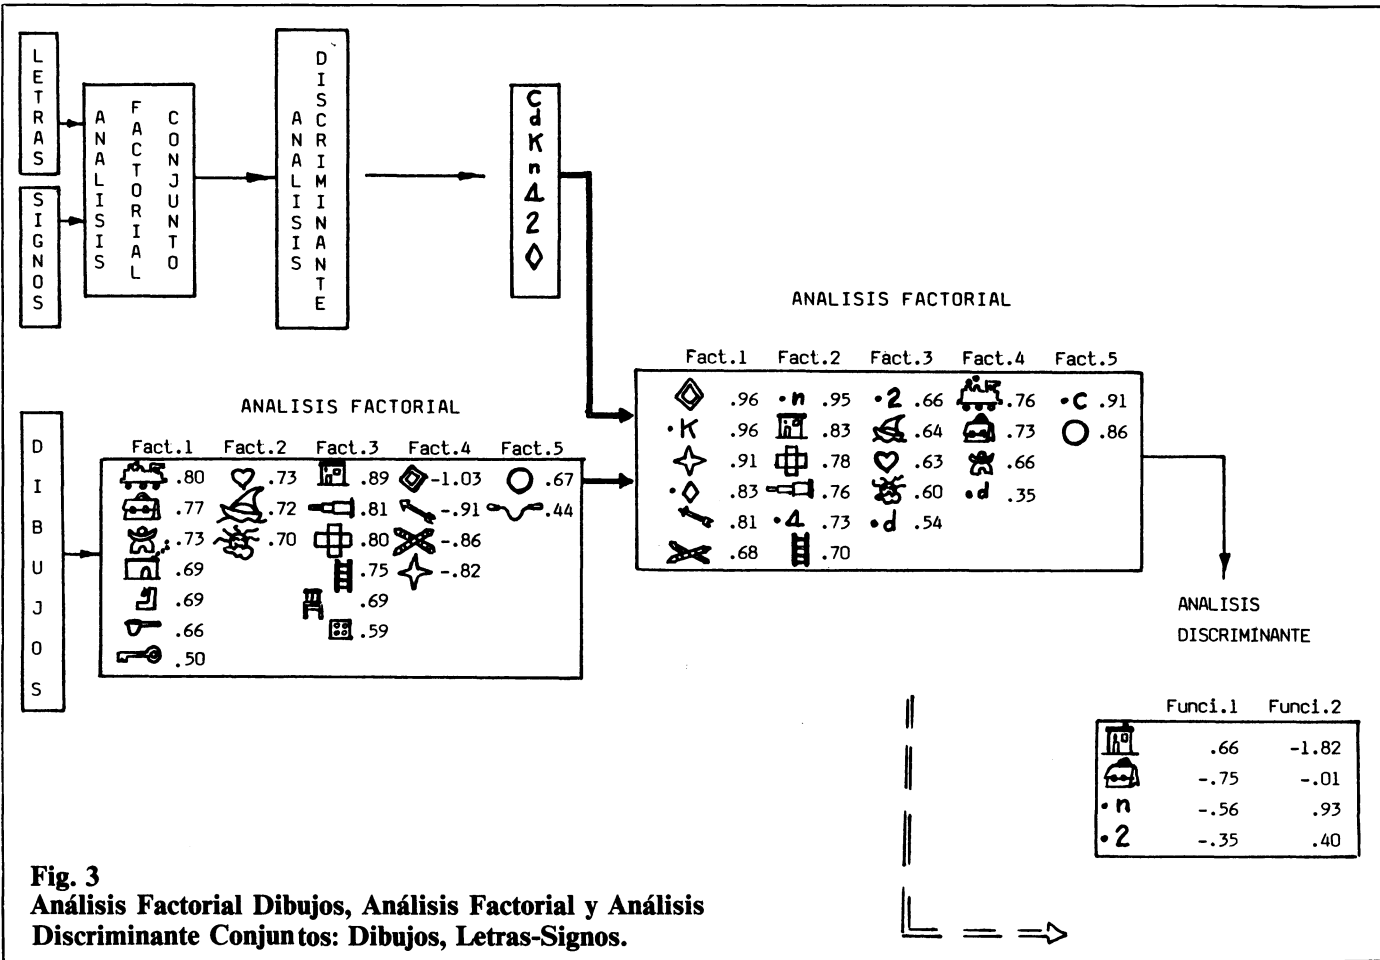 LETRAS
SIGNOS
ANALISIS
FACTORIAL
CONJUNTO
ANALISIS
DISCRIMINANTE
C
d
K
n
2
ANALISIS FACTORIAL
Fact.1 Fact.2 Fact.3 Fact.4 Fact.5
.96 •n .95 •2 .66 .76 •C .91
•K .96 .83 .64 .73 .86
.91 .78 .63 .66
•◇ .83 .76 .60 •d .35
.81 • .73 •d .54
.68 .70
DIBUJOS
ANALISIS FACTORIAL
Fact.1 Fact.2 Fact.3 Fact.4 Fact.5
.80 .73 .89 -1.03 .67
.77 .72 .81 -.91 .44
.73 .70 .80 -.86
.69 .75 -.82
.69 .69
.66 .59
.50
ANALISIS
DISCRIMINANTE
Funci.1 Funci.2
.66 -1.82
-.75 -.01
•n -.56 .93
•2 -.35 .40
Fig. 3
Análisis Factorial Dibujos, Análisis Factorial y Análisis
Discriminante Conjuntos: Dibujos, Letras-Signos.